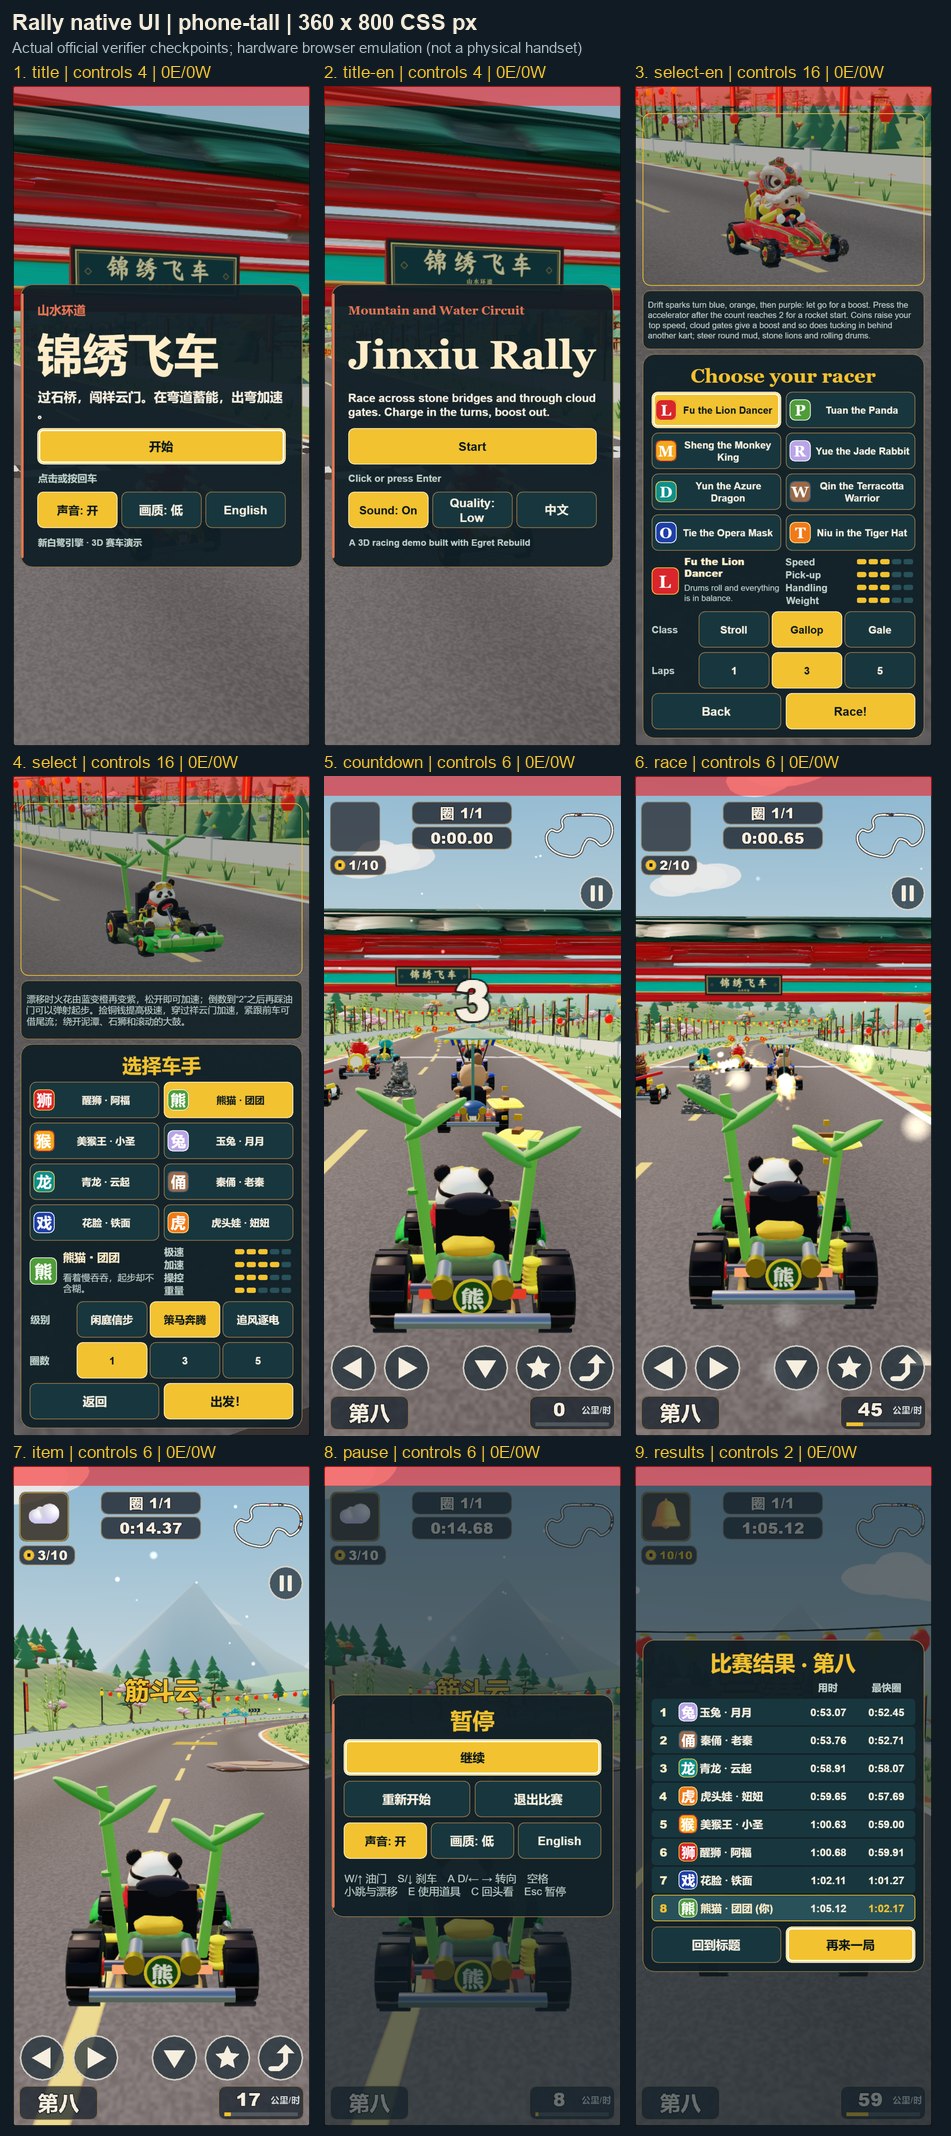 Rally native UI | phone-tall | 360 x 800 CSS px
Actual official verifier checkpoints; hardware browser emulation (not a physical handset)
1. title | controls 4 | 0E/0W
锦绣飞车
山水环道
锦绣飞车
过石桥，闯祥云门。在弯道蓄能，出弯加速
。
开始
点击或按回车
声音: 开
画质: 低
English
新白鹭引擎 · 3D 赛车演示
2. title-en | controls 4 | 0E/0W
锦绣飞车
山水环道
Mountain and Water Circuit
Jinxiu Rally
Race across stone bridges and through cloud
gates. Charge in the turns, boost out.
Start
Click or press Enter
Sound: On
Quality:
Low
中文
A 3D racing demo built with Egret Rebuild
3. select-en | controls 16 | 0E/0W
Drift sparks turn blue, orange, then purple: let go for a boost. Press the
accelerator after the count reaches 2 for a rocket start. Coins raise your
top speed, cloud gates give a boost and so does tucking in behind
another kart; steer round mud, stone lions and rolling drums.
Choose your racer
L Fu the Lion Dancer
P Tuan the Panda
M Sheng the Monkey
King
R Yue the Jade Rabbit
D Yun the Azure
Dragon
W Qin the Terracotta
Warrior
O Tie the Opera Mask
T Niu in the Tiger Hat
L
Fu the Lion
Dancer
Drums roll and everything
is in balance.
Speed
Pick-up
Handling
Weight
Class
Stroll
Gallop
Gale
Laps
1
3
5
Back
Race!
4. select | controls 16 | 0E/0W
漂移时火花由蓝变橙再变紫，松开即可加速；倒数到“2”之后再踩油
门可以弹射起步。捡铜钱提高极速，穿过祥云门加速，紧跟前车可
借尾流；绕开泥潭、石狮和滚动的大鼓。
选择车手
狮 醒狮 · 阿福
熊 熊猫 · 团团
猴 美猴王 · 小圣
兔 玉兔 · 月月
龙 青龙 · 云起
俑 秦俑 · 老秦
戏 花脸 · 铁面
虎 虎头娃 · 妞妞
熊
熊猫 · 团团
看着慢吞吞，起步却不
含糊。
极速
加速
操控
重量
级别
闲庭信步
策马奔腾
追风逐电
圈数
1
3
5
返回
出发!
5. countdown | controls 6 | 0E/0W
圈 1/1
0:00.00
1/10
锦绣飞车
3
熊
第八
0 公里/时
6. race | controls 6 | 0E/0W
圈 1/1
0:00.65
2/10
锦绣飞车
熊
第八
45 公里/时
7. item | controls 6 | 0E/0W
圈 1/1
0:14.37
3/10
筋斗云
熊
第八
17 公里/时
8. pause | controls 6 | 0E/0W
圈 1/1
0:14.68
3/10
筋斗云
暂停
继续
重新开始
退出比赛
声音: 开
画质: 低
English
W/↑ 油门 S/↓ 刹车 A D/← → 转向 空格
小跳与漂移 E 使用道具 C 回头看 Esc 暂停
熊
第八
8 公里/时
9. results | controls 2 | 0E/0W
圈 1/1
1:05.12
10/10
比赛结果 · 第八
用时 最快圈
1 兔 玉兔 · 月月 0:53.07 0:52.45
2 俑 秦俑 · 老秦 0:53.76 0:52.71
3 龙 青龙 · 云起 0:58.91 0:58.07
4 虎 虎头娃 · 妞妞 0:59.65 0:57.69
5 猴 美猴王 · 小圣 1:00.63 0:59.00
6 狮 醒狮 · 阿福 1:00.68 0:59.91
7 戏 花脸 · 铁面 1:02.11 1:01.27
8 熊 熊猫 · 团团 (你) 1:05.12 1:02.17
回到标题
再来一局
第八
59 公里/时